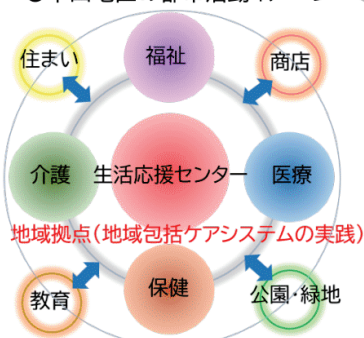 住まい
福祉
商店
介護
生活応援センター
医療
地域拠点(地域包括ケアシステムの実践)
教育
保健
公園・緑地